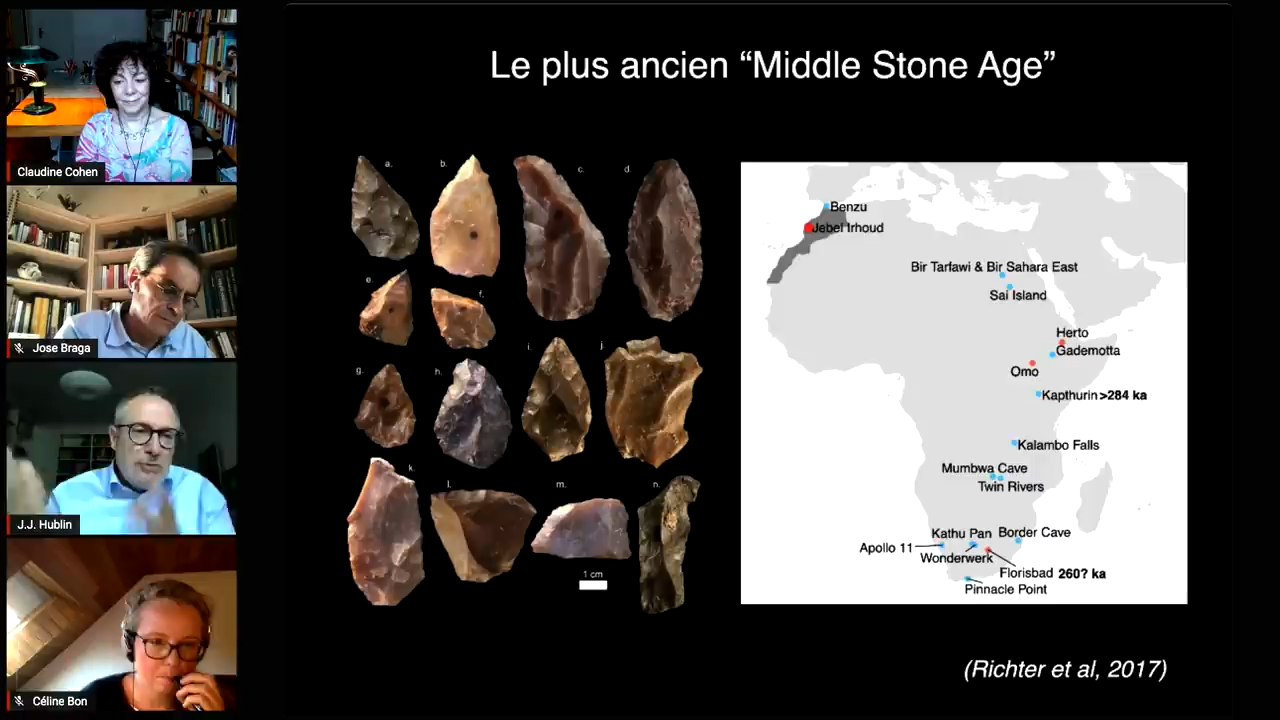 Le plus ancien “Middle Stone Age”
Claudine Cohen
Jose Braga
J.J. Hublin
Céline Bon
a.
b.
c.
d.
e.
f.
g.
h.
i.
j.
k.
l.
m.
n.
1 cm
Benzu
Jebel Irhoud
Bir Tarfawi & Bir Sahara East
Sai Island
Herto
Gademotta
Omo
Kapthurin >284 ka
Kalambo Falls
Mumbwa Cave
Twin Rivers
Kathu Pan
Border Cave
Apollo 11
Wonderwerk
Florisbad 260? ka
Pinnacle Point
(Richter et al, 2017)